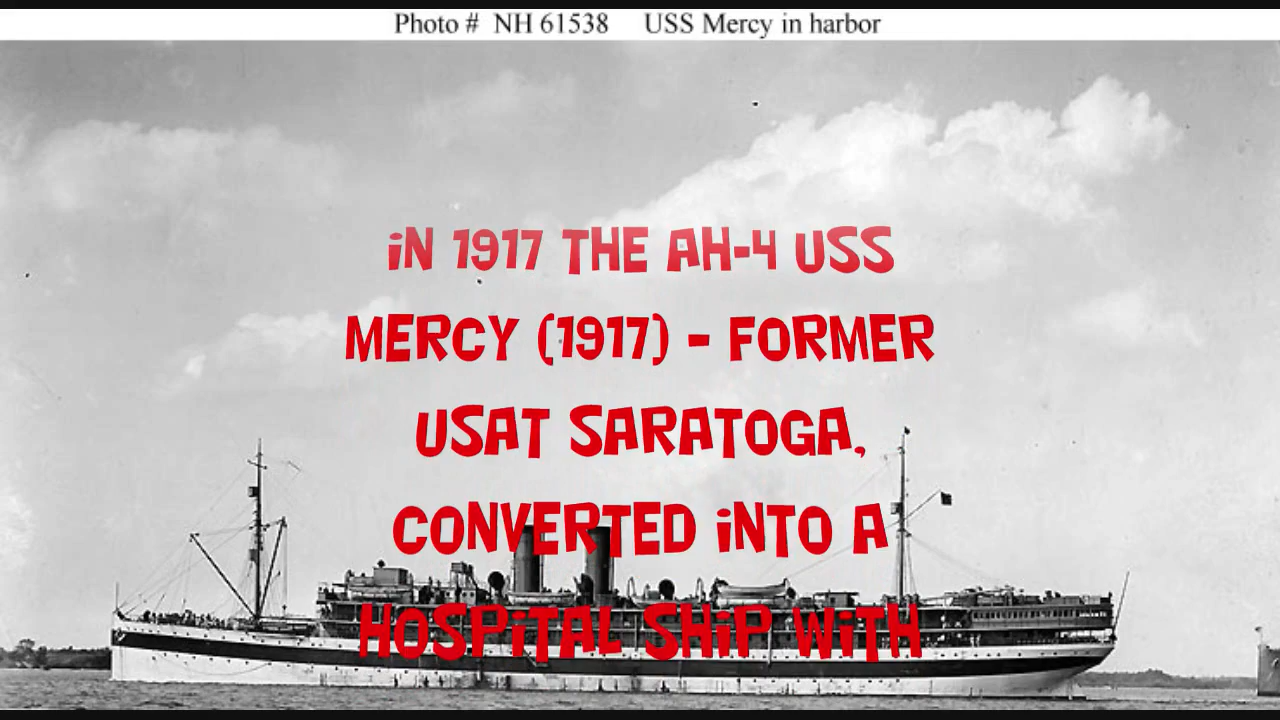 Photo # NH 61538 USS Mercy in harbor
iN 1917 THE AH-4 USS
MERCY (1917) - FORMER
USAT SARATOGA,
CONVERTED iNTO A
HOSPiTAL SHiP WiTH